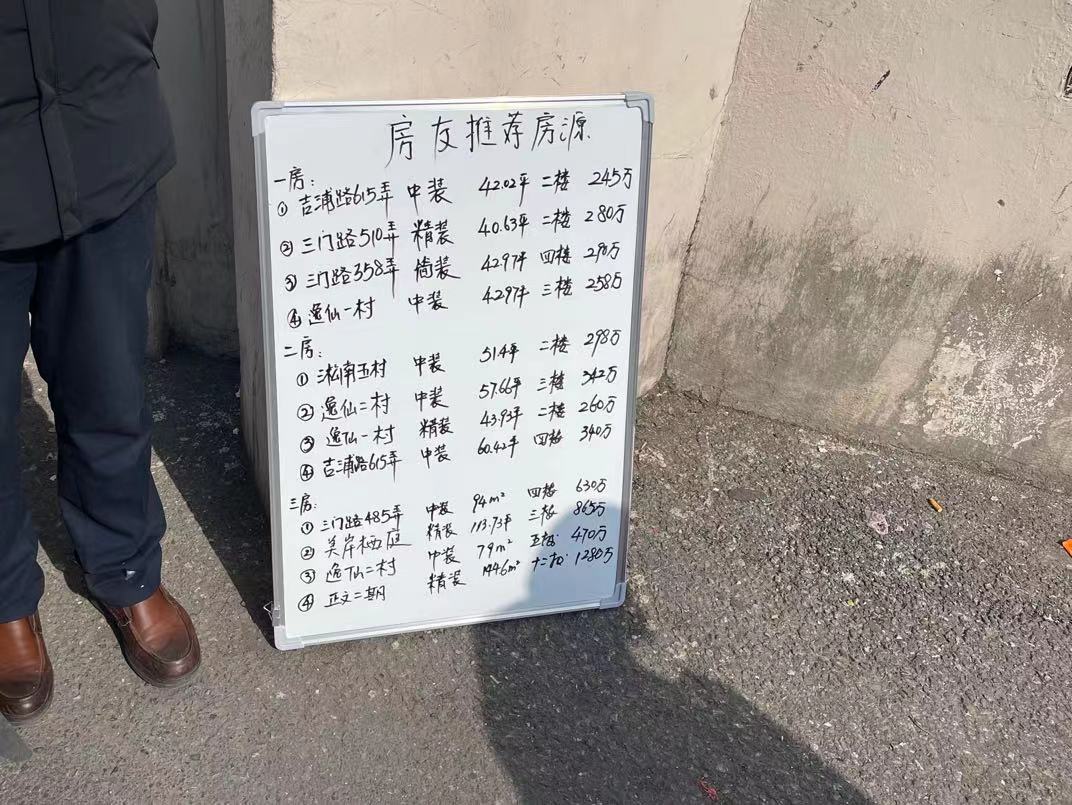 房友推荐房源
一房:
① 吉浦路615弄 中装 42.02平 二楼 245万
② 三门路510弄 精装 40.63平 二楼 280万
③ 三门路358弄 简装 42.97平 四楼 290万
④ 逸仙一村 中装 42.97平 三楼 258万
二房:
① 淞南五村 中装 51.4平 二楼 298万
② 逸仙二村 中装 57.66平 三楼 342万
③ 逸仙一村 精装 43.93平 二楼 260万
④ 吉浦路615弄 中装 60.42平 四楼 340万
三房:
① 三门路485弄 中装 94m² 四楼 630万
② 美岸栖庭 精装 113.73平 三楼 865万
③ 逸仙二村 中装 79m² 五楼 470万
④ 正文二期 精装 144.6m² 十二楼 1280万